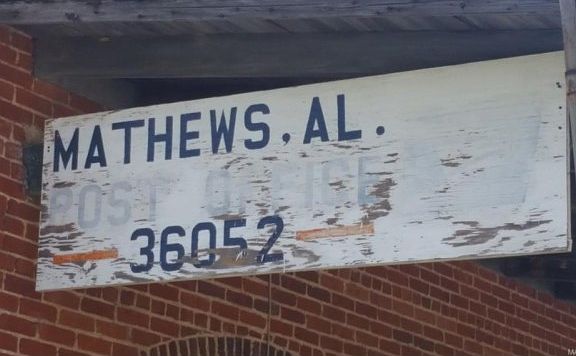 MATHEWS, AL.
POST OFFICE
36052